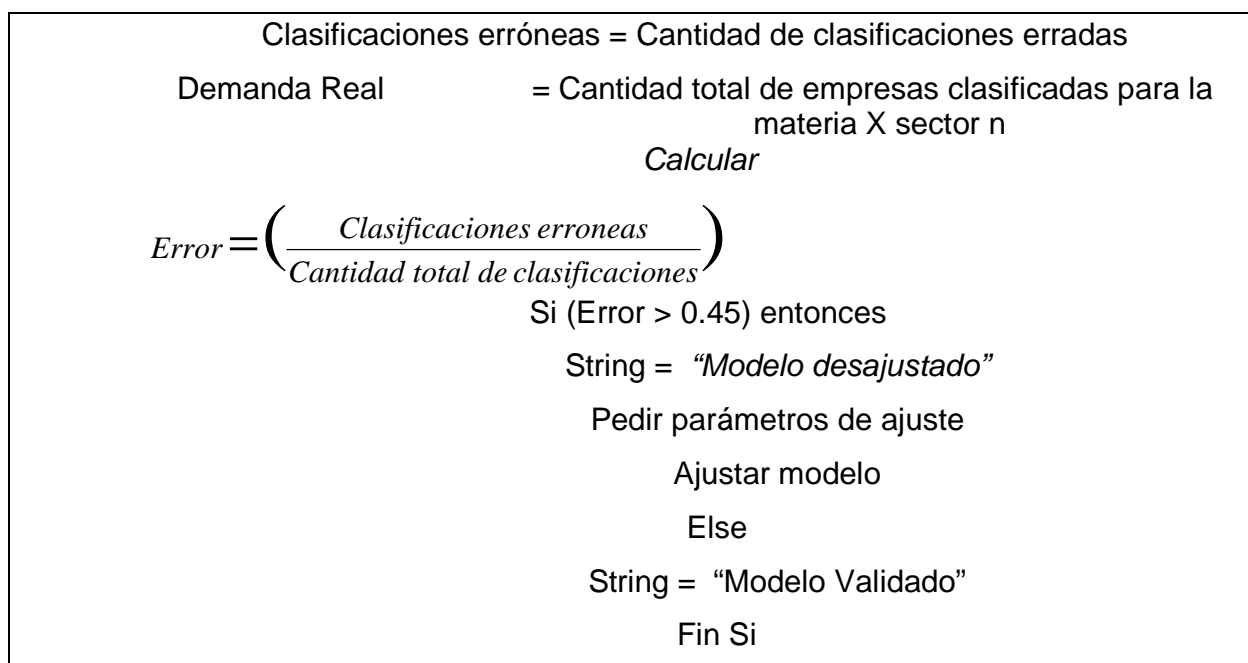 Clasificaciones erróneas = Cantidad de clasificaciones erradas
Demanda Real = Cantidad total de empresas clasificadas para la
materia X sector n
Calcular
Error = ( Clasificaciones erroneas
Cantidad total de clasificaciones )
Si (Error > 0.45) entonces
String = “Modelo desajustado”
Pedir parámetros de ajuste
Ajustar modelo
Else
String = “Modelo Validado”
Fin Si